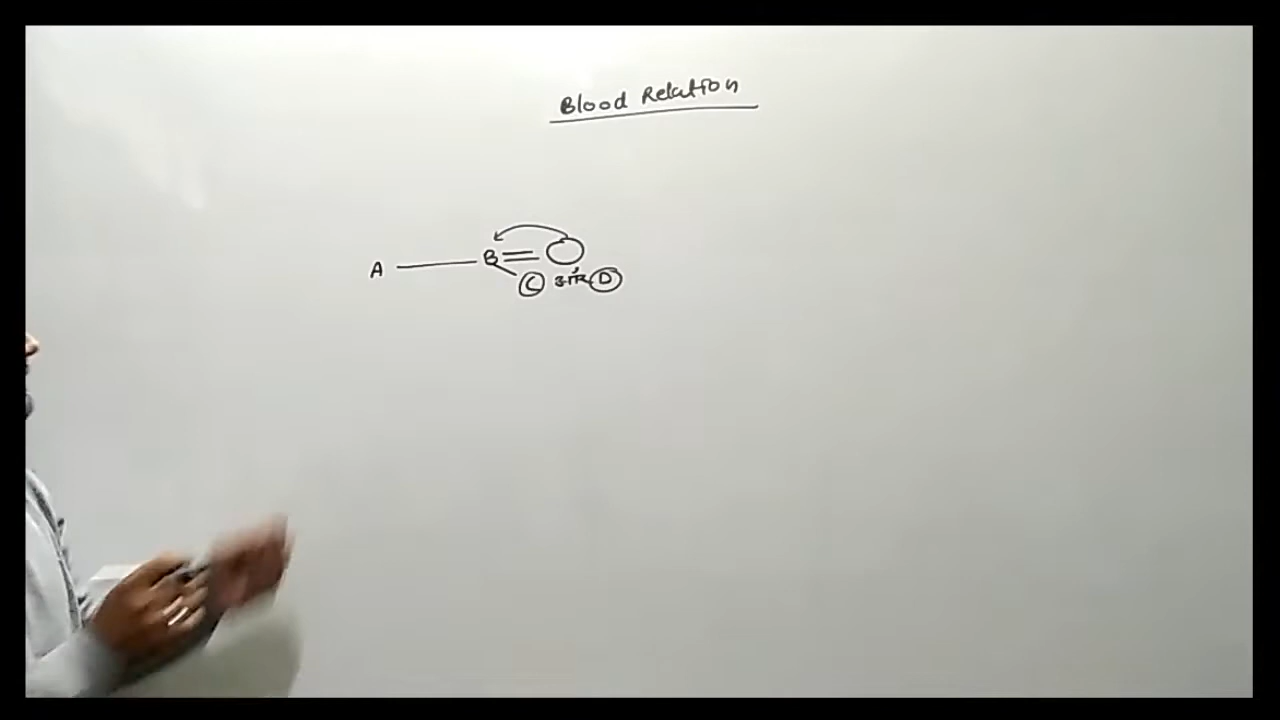 Blood Relation
A B =
C और D